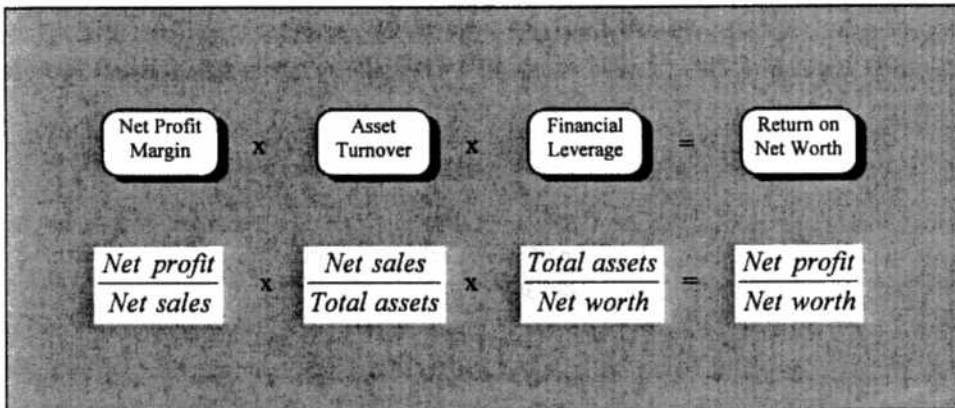 Net Profit Margin x Asset Turnover x Financial Leverage = Return on Net Worth
Net profit / Net sales x Net sales / Total assets x Total assets / Net worth = Net profit / Net worth